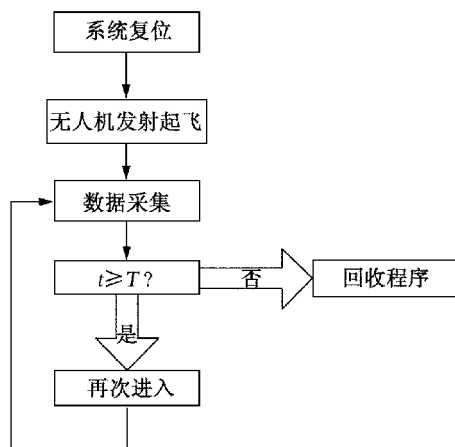 系统复位
无人机发射起飞
数据采集
t≥T?
否
回收程序
是
再次进入